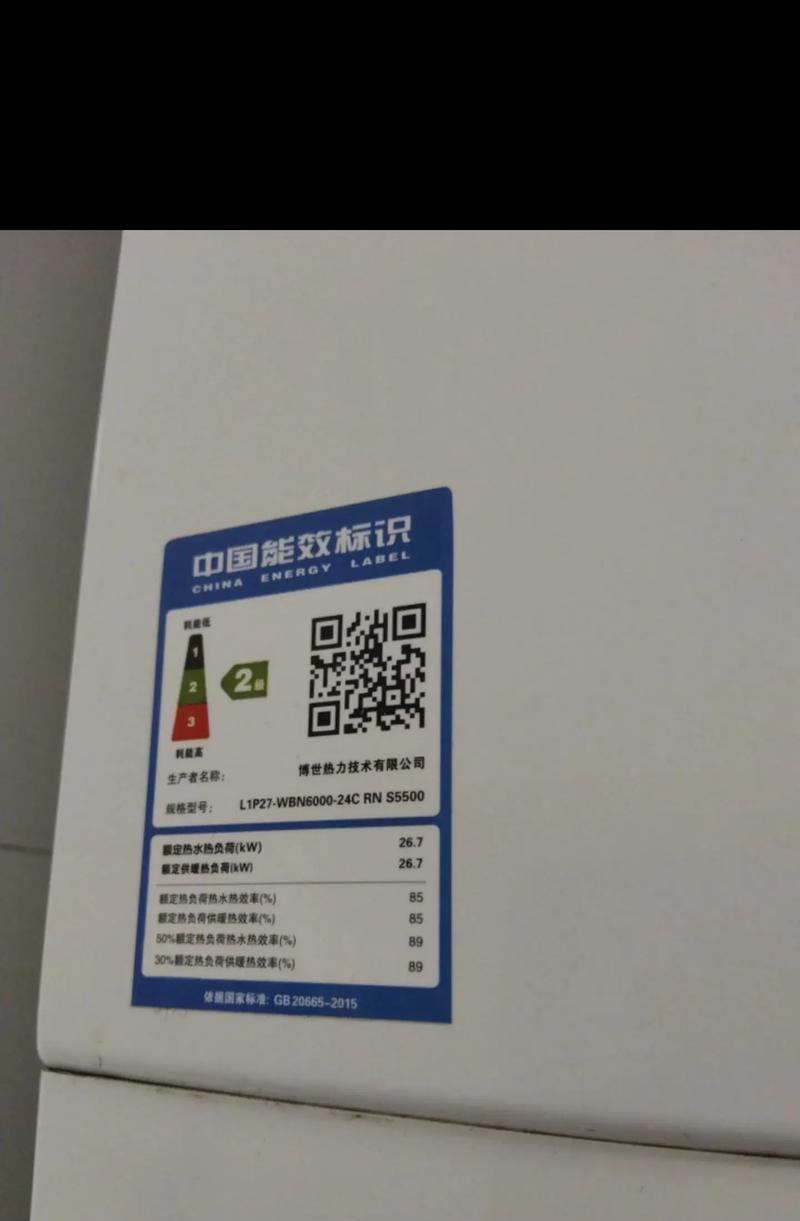 中国能效标识
CHINA ENERGY LABEL
耗能低
1
2
3
2级
耗能高
生产者名称: 博世热力技术有限公司
规格型号: L1P27-WBN6000-24C RN S5500
额定热水热负荷(kW) 26.7
额定供暖热负荷(kW) 26.7
额定热负荷热水热效率(%) 85
额定热负荷供暖热效率(%) 85
50%额定热负荷热水热效率(%) 89
30%额定热负荷供暖热效率(%) 89
依据国家标准: GB 20665-2015